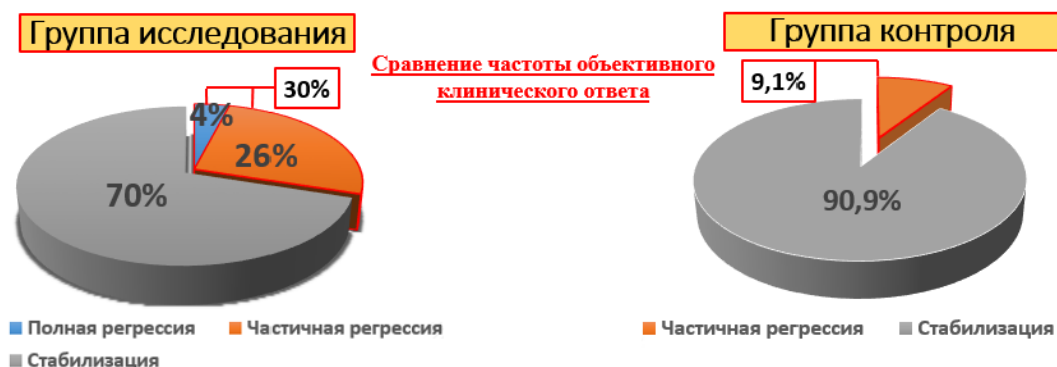 Группа исследования
Группа контроля
Сравнение частоты объективного
клинического ответа
30%
4%
26%
70%
9,1%
90,9%
Полная регрессия
Частичная регрессия
Стабилизация
Частичная регрессия
Стабилизация